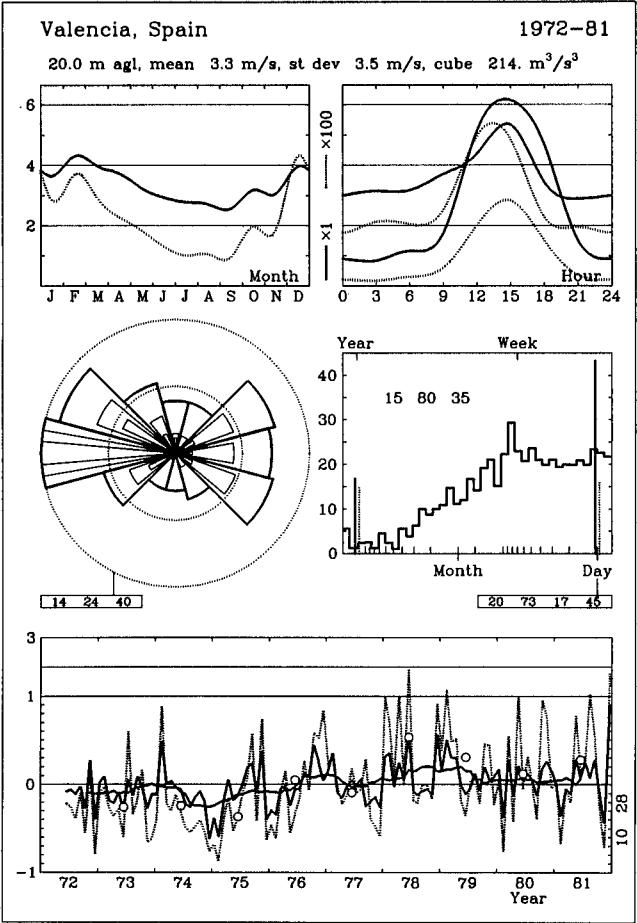 Valencia, Spain 1972-81
20.0 m agl, mean 3.3 m/s, st dev 3.5 m/s, cube 214. m³/s³
6
4
2
Month
J F M A M J J A S O N D
×1 ×100
Hour
0 3 6 9 12 15 18 21 24
Year Week
40
30
20
10
0
15 80 35
Month Day
14 24 40
20 73 17 45
3
1
0
-1
72 73 74 75 76 77 78 79 80 81
Year
10 28